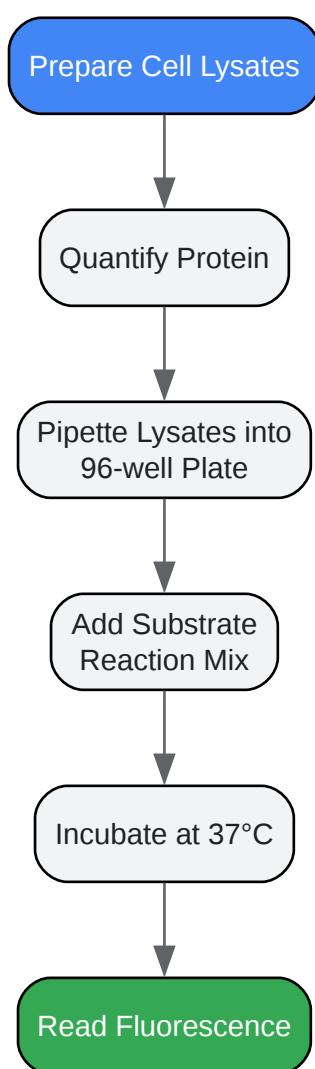 Prepare Cell Lysates
Quantify Protein
Pipette Lysates into
96-well Plate
Add Substrate
Reaction Mix
Incubate at 37°C
Read Fluorescence